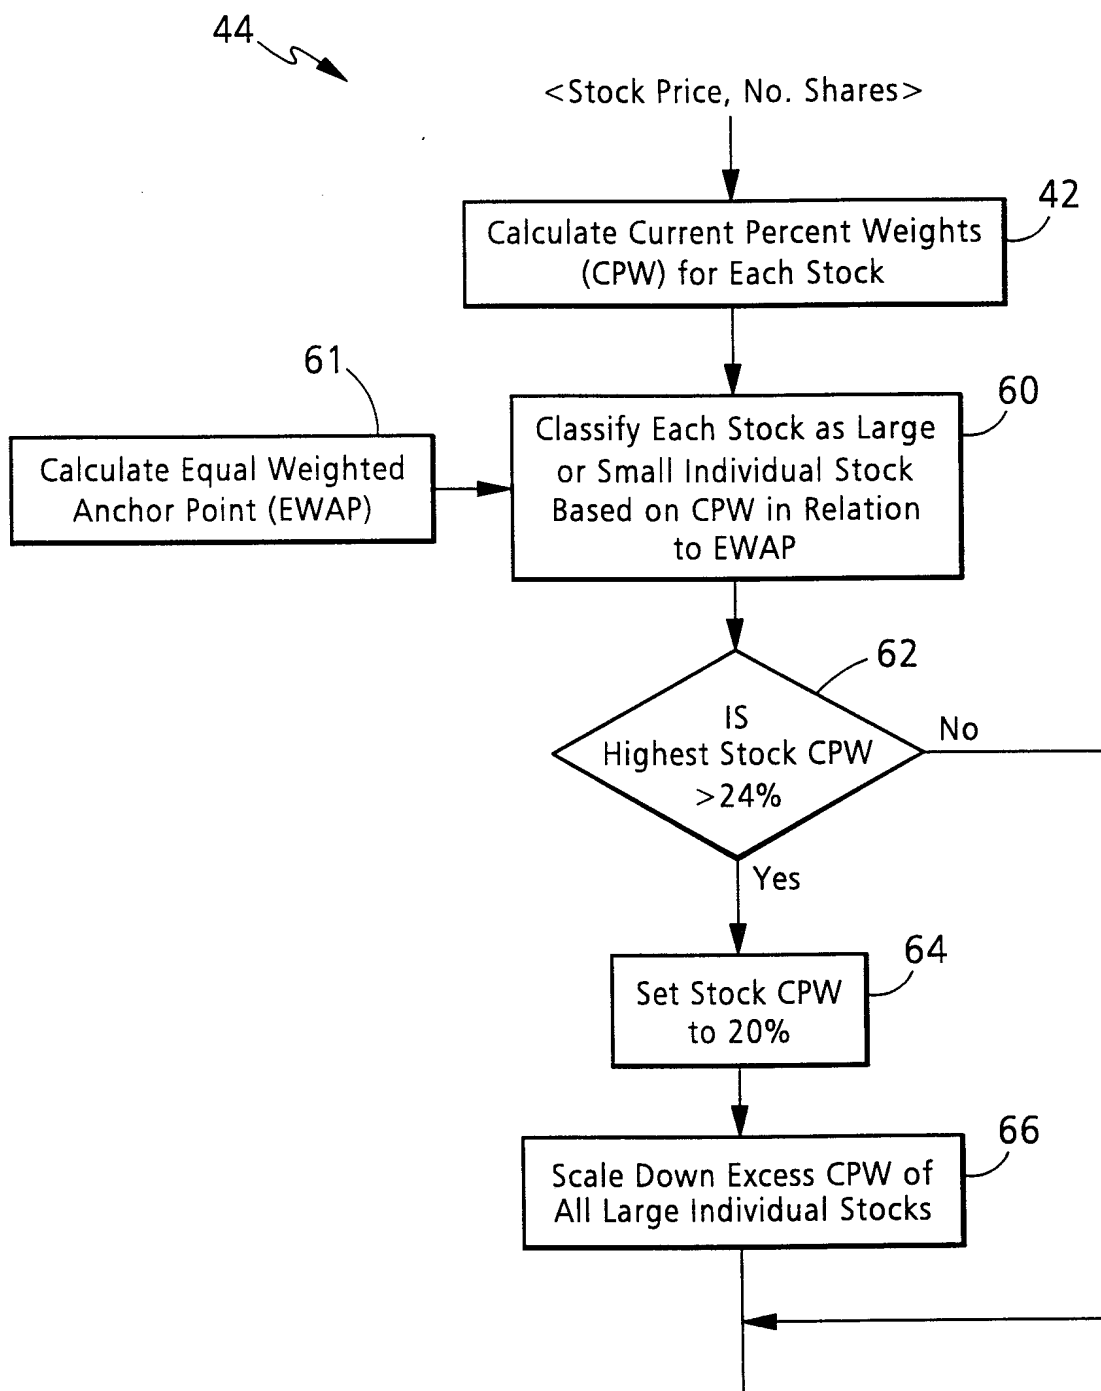 44
<Stock Price, No. Shares>
42
Calculate Current Percent Weights
(CPW) for Each Stock
61
Calculate Equal Weighted
Anchor Point (EWAP)
60
Classify Each Stock as Large
or Small Individual Stock
Based on CPW in Relation
to EWAP
62
IS
Highest Stock CPW
>24%
No
Yes
64
Set Stock CPW
to 20%
66
Scale Down Excess CPW of
All Large Individual Stocks